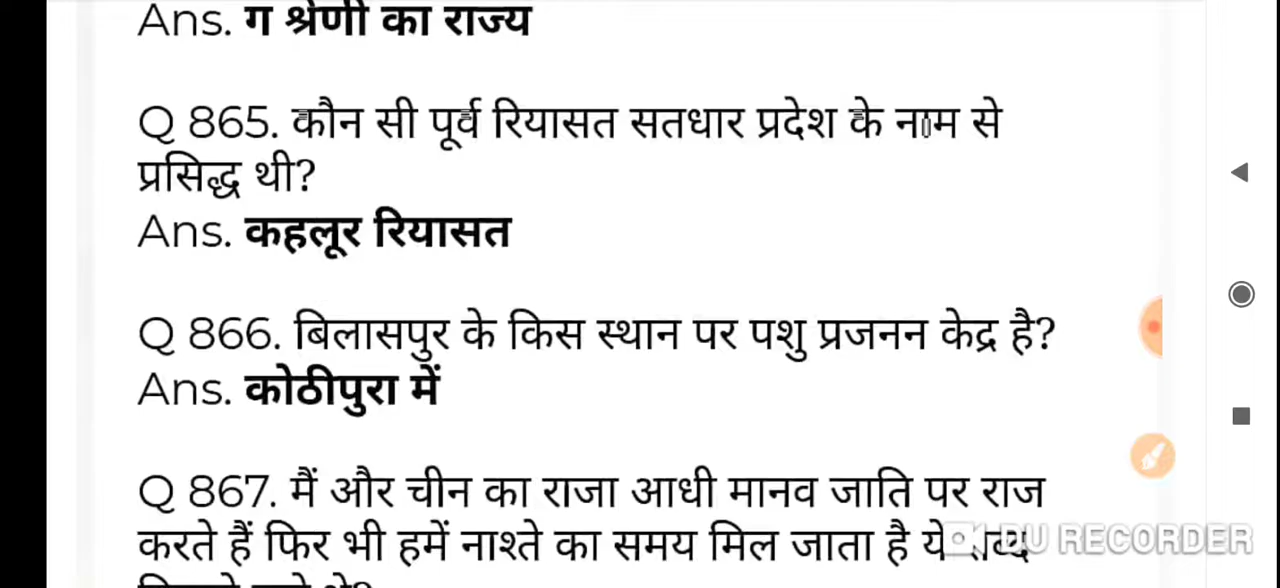 Ans. ग श्रेणी का राज्य
Q 865. कौन सी पूर्व रियासत सतधार प्रदेश के नाम से
प्रसिद्ध थी?
Ans. कहलूर रियासत
Q 866. बिलासपुर के किस स्थान पर पशु प्रजनन केद्र है?
Ans. कोठीपुरा में
Q 867. मैं और चीन का राजा आधी मानव जाति पर राज
करते हैं फिर भी हमें नाश्ते का समय मिल जाता है ये
DU RECORDER